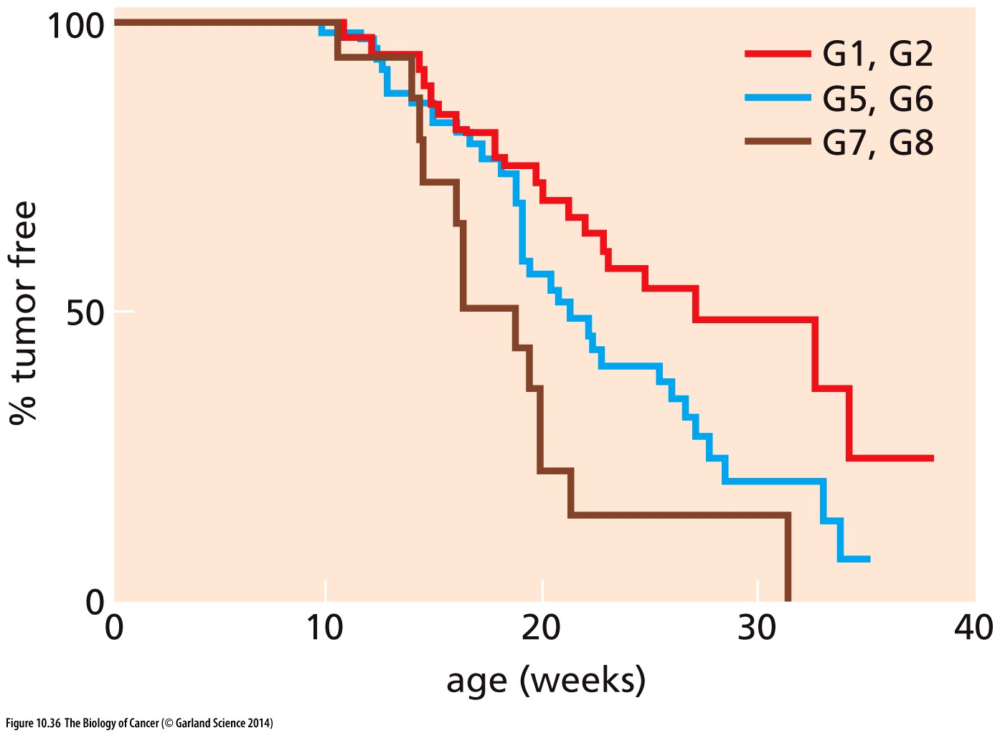 100
50
0
% tumor free
G1, G2
G5, G6
G7, G8
0 10 20 30 40
age (weeks)
Figure 10.36 The Biology of Cancer (© Garland Science 2014)